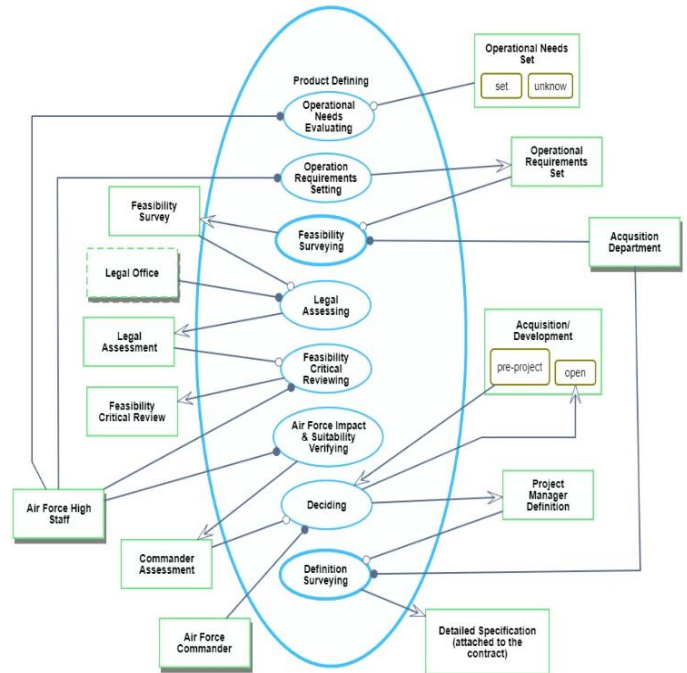 Product Defining
Operational
Needs
Evaluating
Operational Needs
Set
set
unknow
Operation
Requirements
Setting
Operational
Requirements
Set
Feasibility
Survey
Feasibility
Surveying
Acqusition
Department
Legal Office
Legal
Assessing
Legal
Assessment
Acquisition/
Development
pre-project
open
Feasibility
Critical
Reviewing
Feasibility
Critical Review
Air Force Impact
& Suitability
Verifying
Air Force High
Staff
Deciding
Project
Manager
Definition
Commander
Assessment
Definition
Surveying
Air Force
Commander
Detailed Specification
(attached to the
contract)